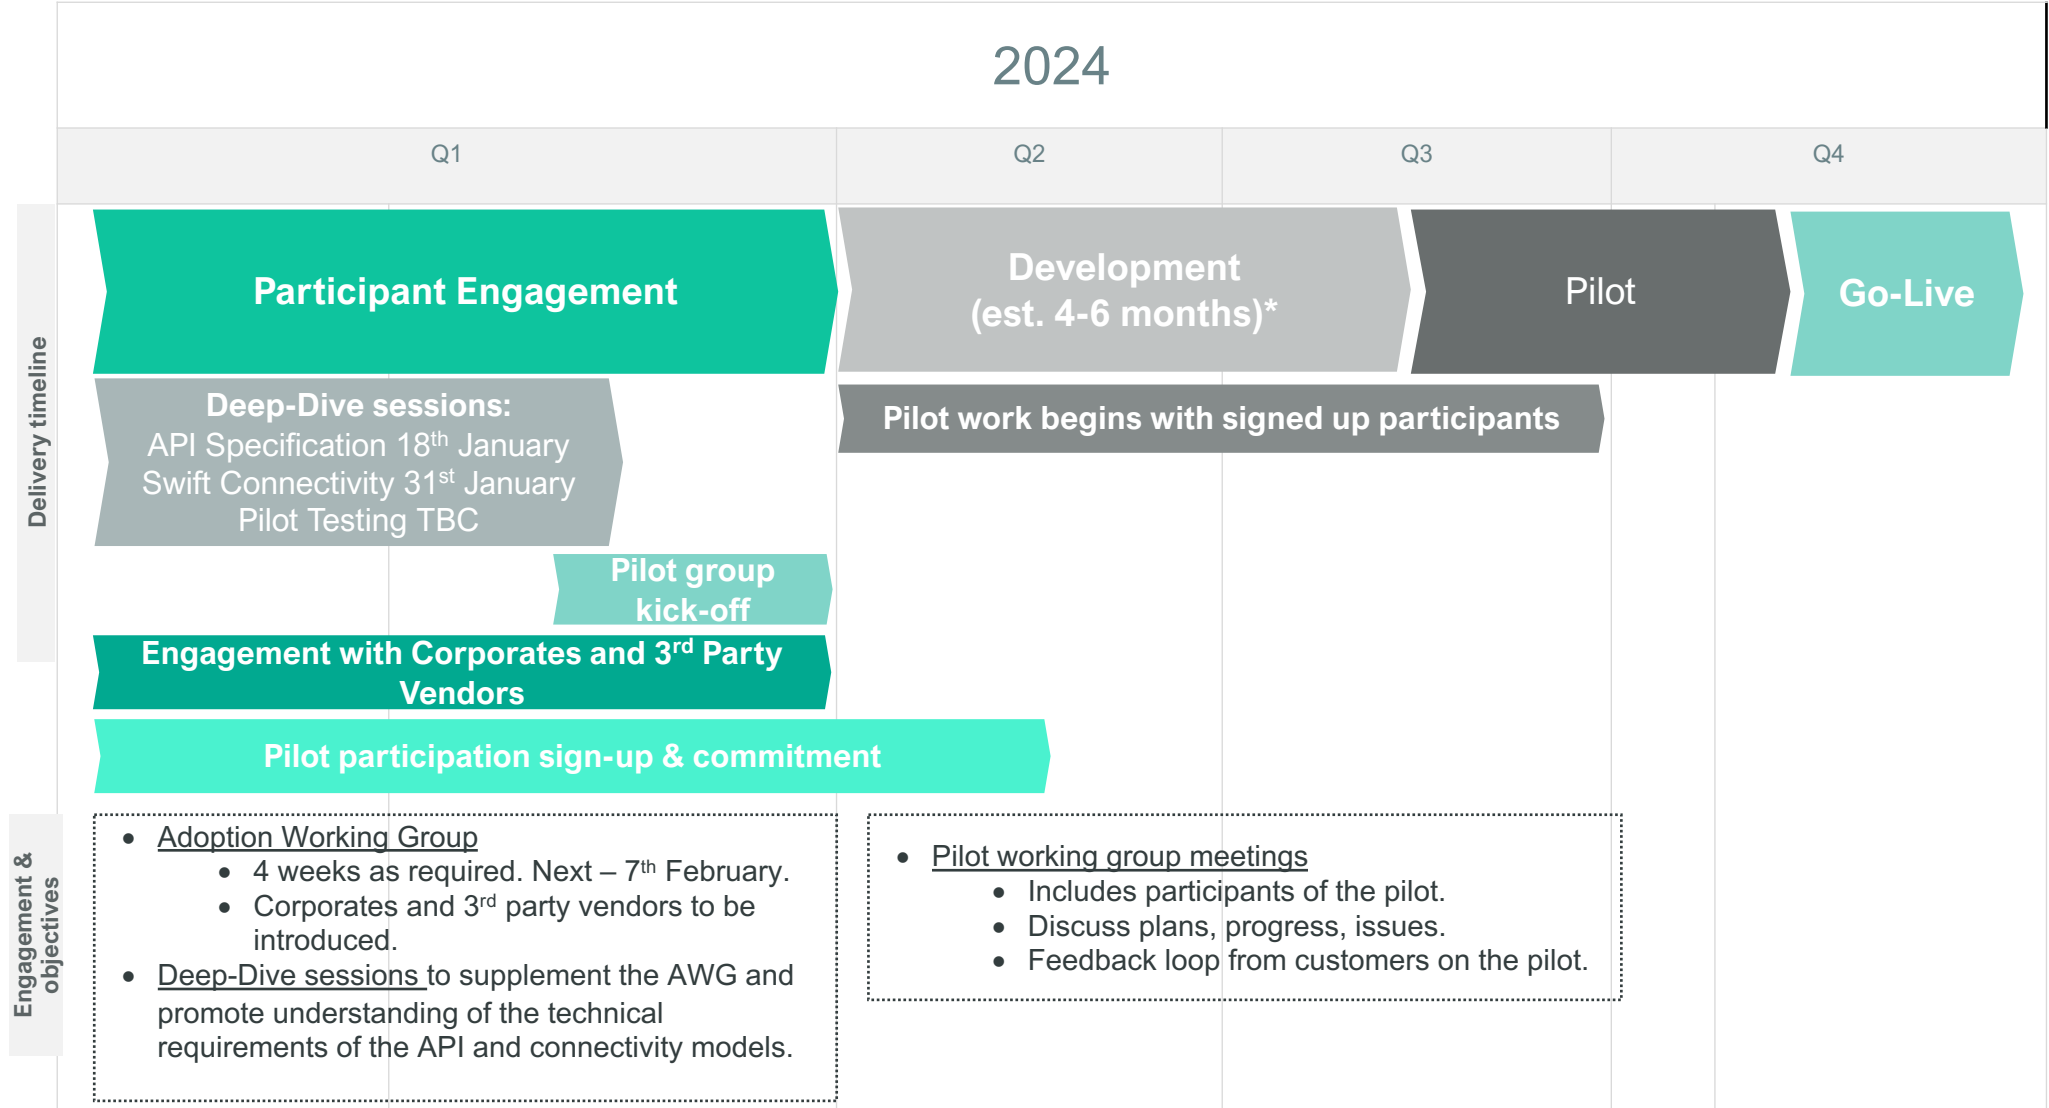 2024
Q1
Q2
Q3
Q4
Delivery timeline
Participant Engagement
Development
(est. 4-6 months)*
Pilot
Go-Live
Deep-Dive sessions:
API Specification 18th January
Swift Connectivity 31st January
Pilot Testing TBC
Pilot work begins with signed up participants
Pilot group
kick-off
Engagement with Corporates and 3rd Party
Vendors
Pilot participation sign-up & commitment
Engagement &
objectives
• Adoption Working Group
• 4 weeks as required. Next – 7th February.
• Corporates and 3rd party vendors to be
introduced.
• Deep-Dive sessions to supplement the AWG and
promote understanding of the technical
requirements of the API and connectivity models.
• Pilot working group meetings
• Includes participants of the pilot.
• Discuss plans, progress, issues.
• Feedback loop from customers on the pilot.